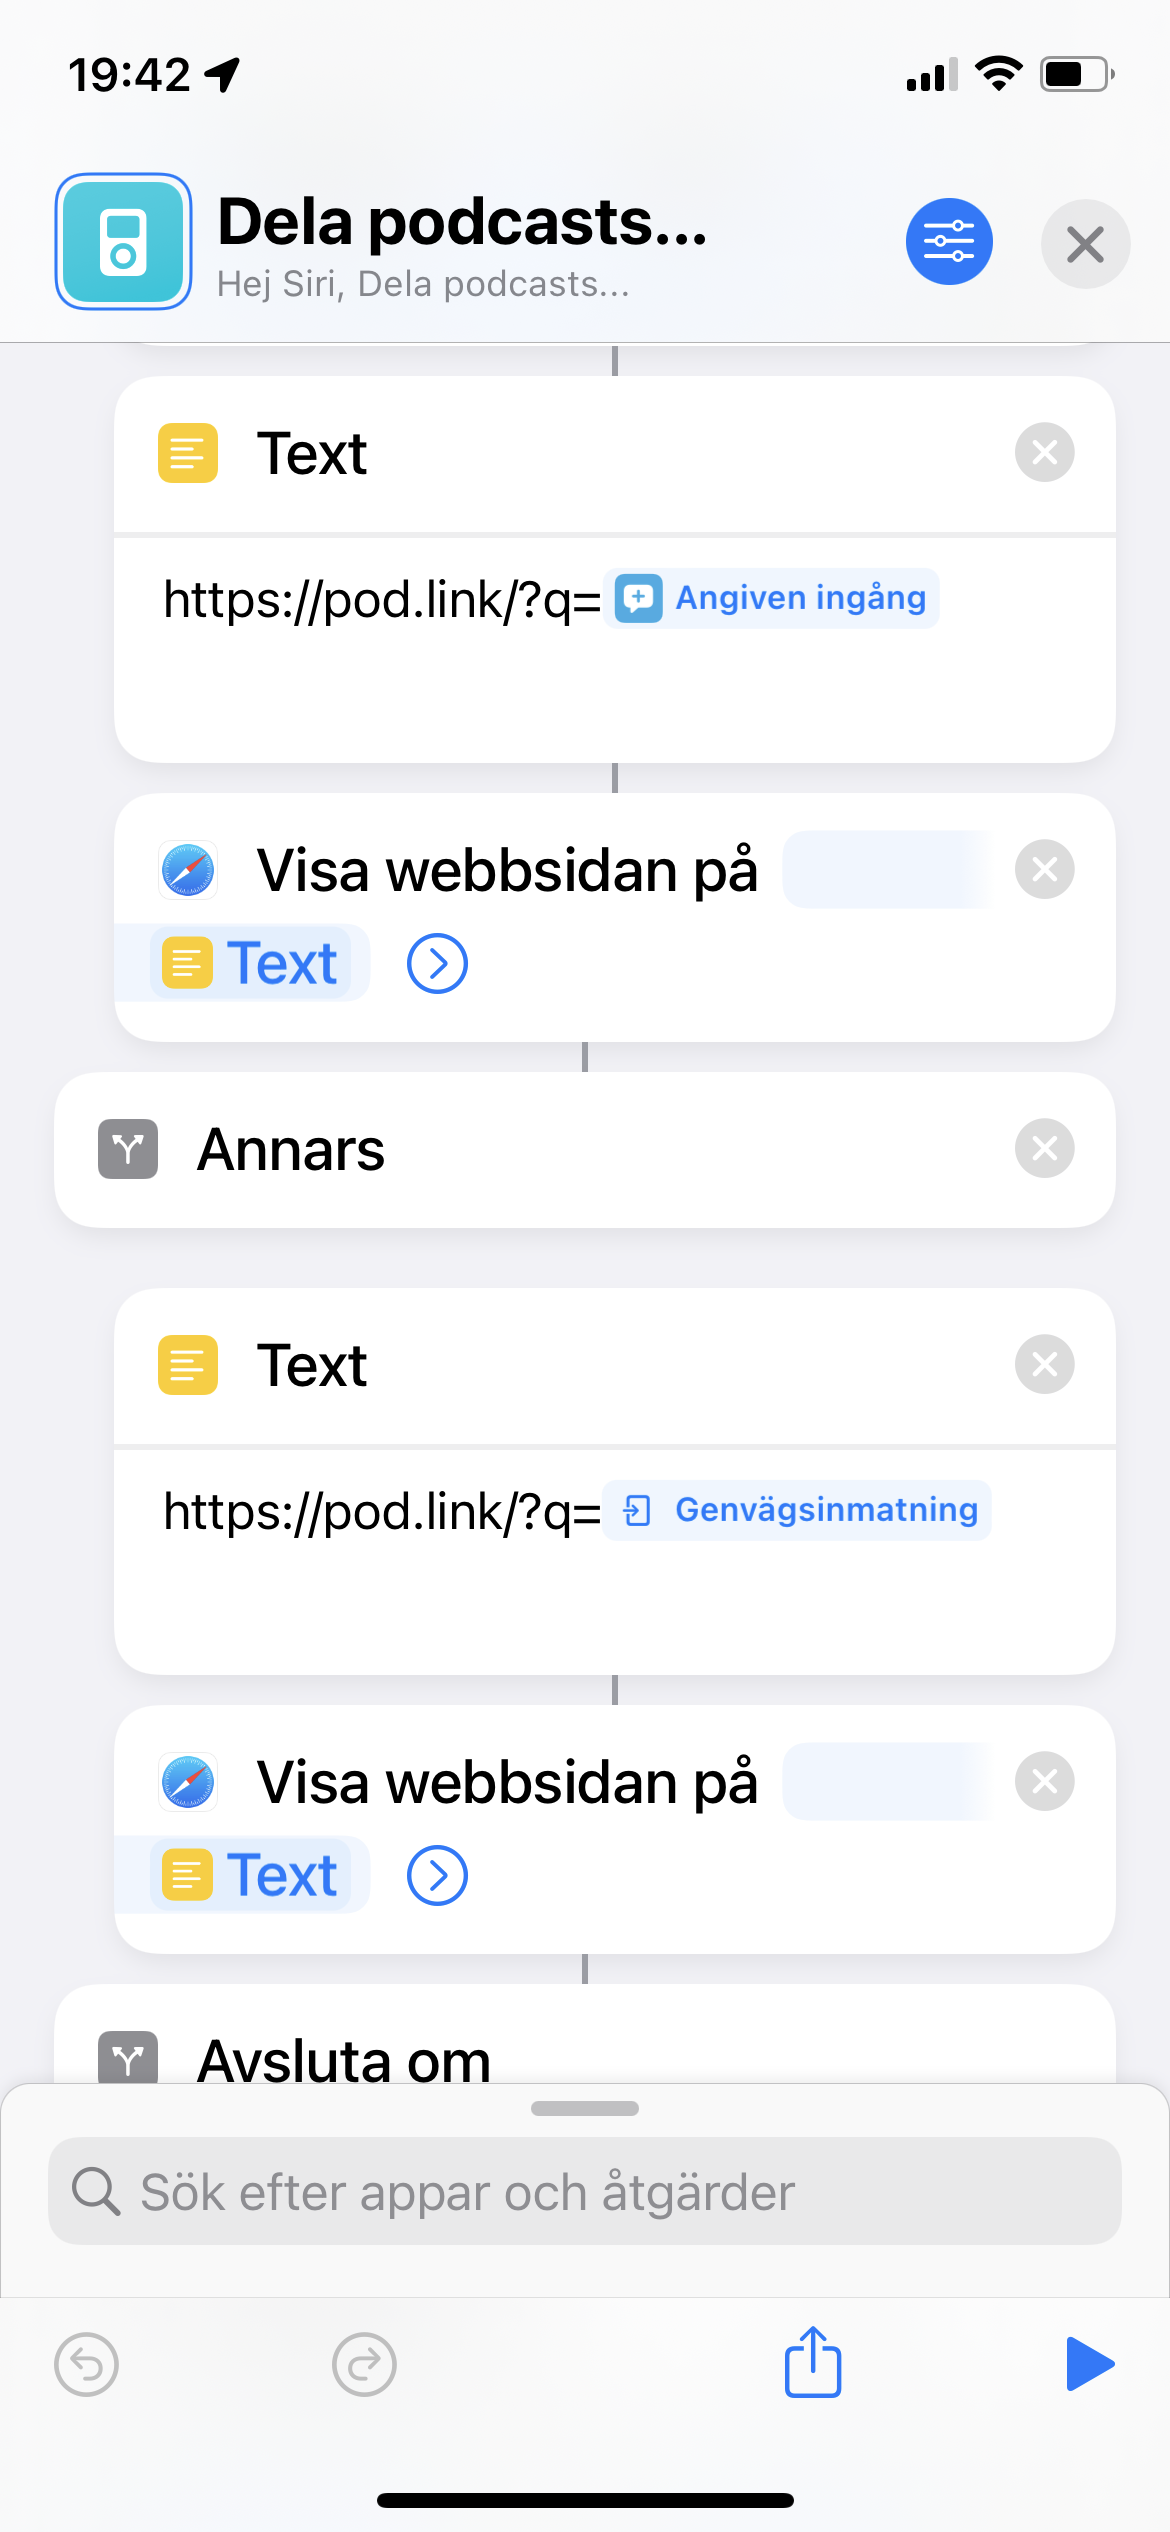 19:42
Dela podcasts...
Hej Siri, Dela podcasts...
Text
https://pod.link/?q= Angiven ingång
Visa webbsidan på
Text
Annars
Text
https://pod.link/?q= Genvägsinmatning
Visa webbsidan på
Text
Avsluta om
Sök efter appar och åtgärder